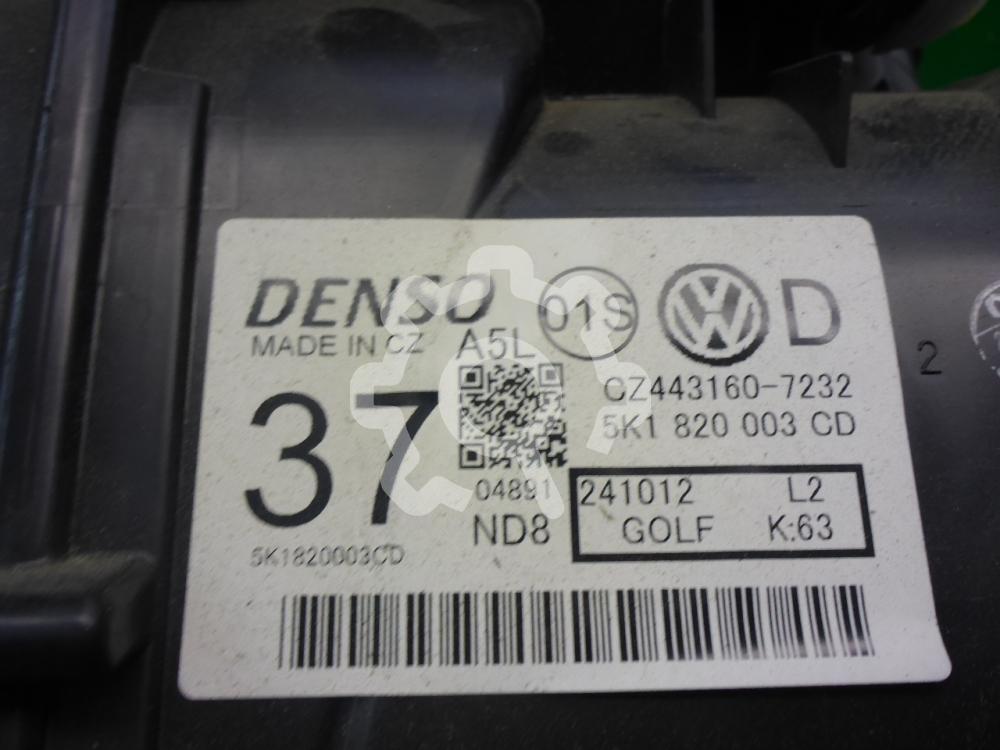 DENSO
01S
D
MADE IN CZ
A5L
37
CZ443160-7232
5K1 820 003 CD
04891
ND8
241012 L2
GOLF K:63
5K1820003CD
2